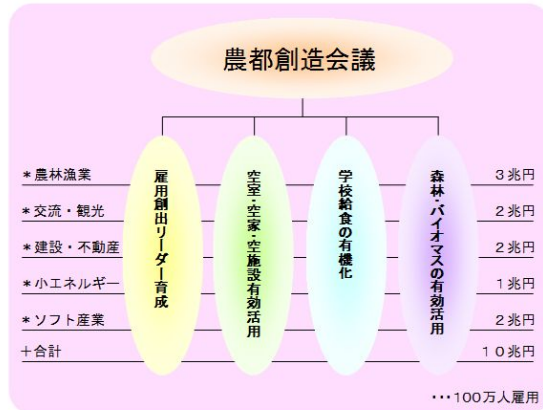 農都創造会議
雇用創出リーダー育成
空室・空家・空施設有効活用
学校給食の有機化
森林・バイオマスの有効活用
＊農林漁業 3兆円
＊交流・観光 2兆円
＊建設・不動産 2兆円
＊小エネルギー 1兆円
＊ソフト産業 2兆円
＋合計 10兆円
・・・100万人雇用